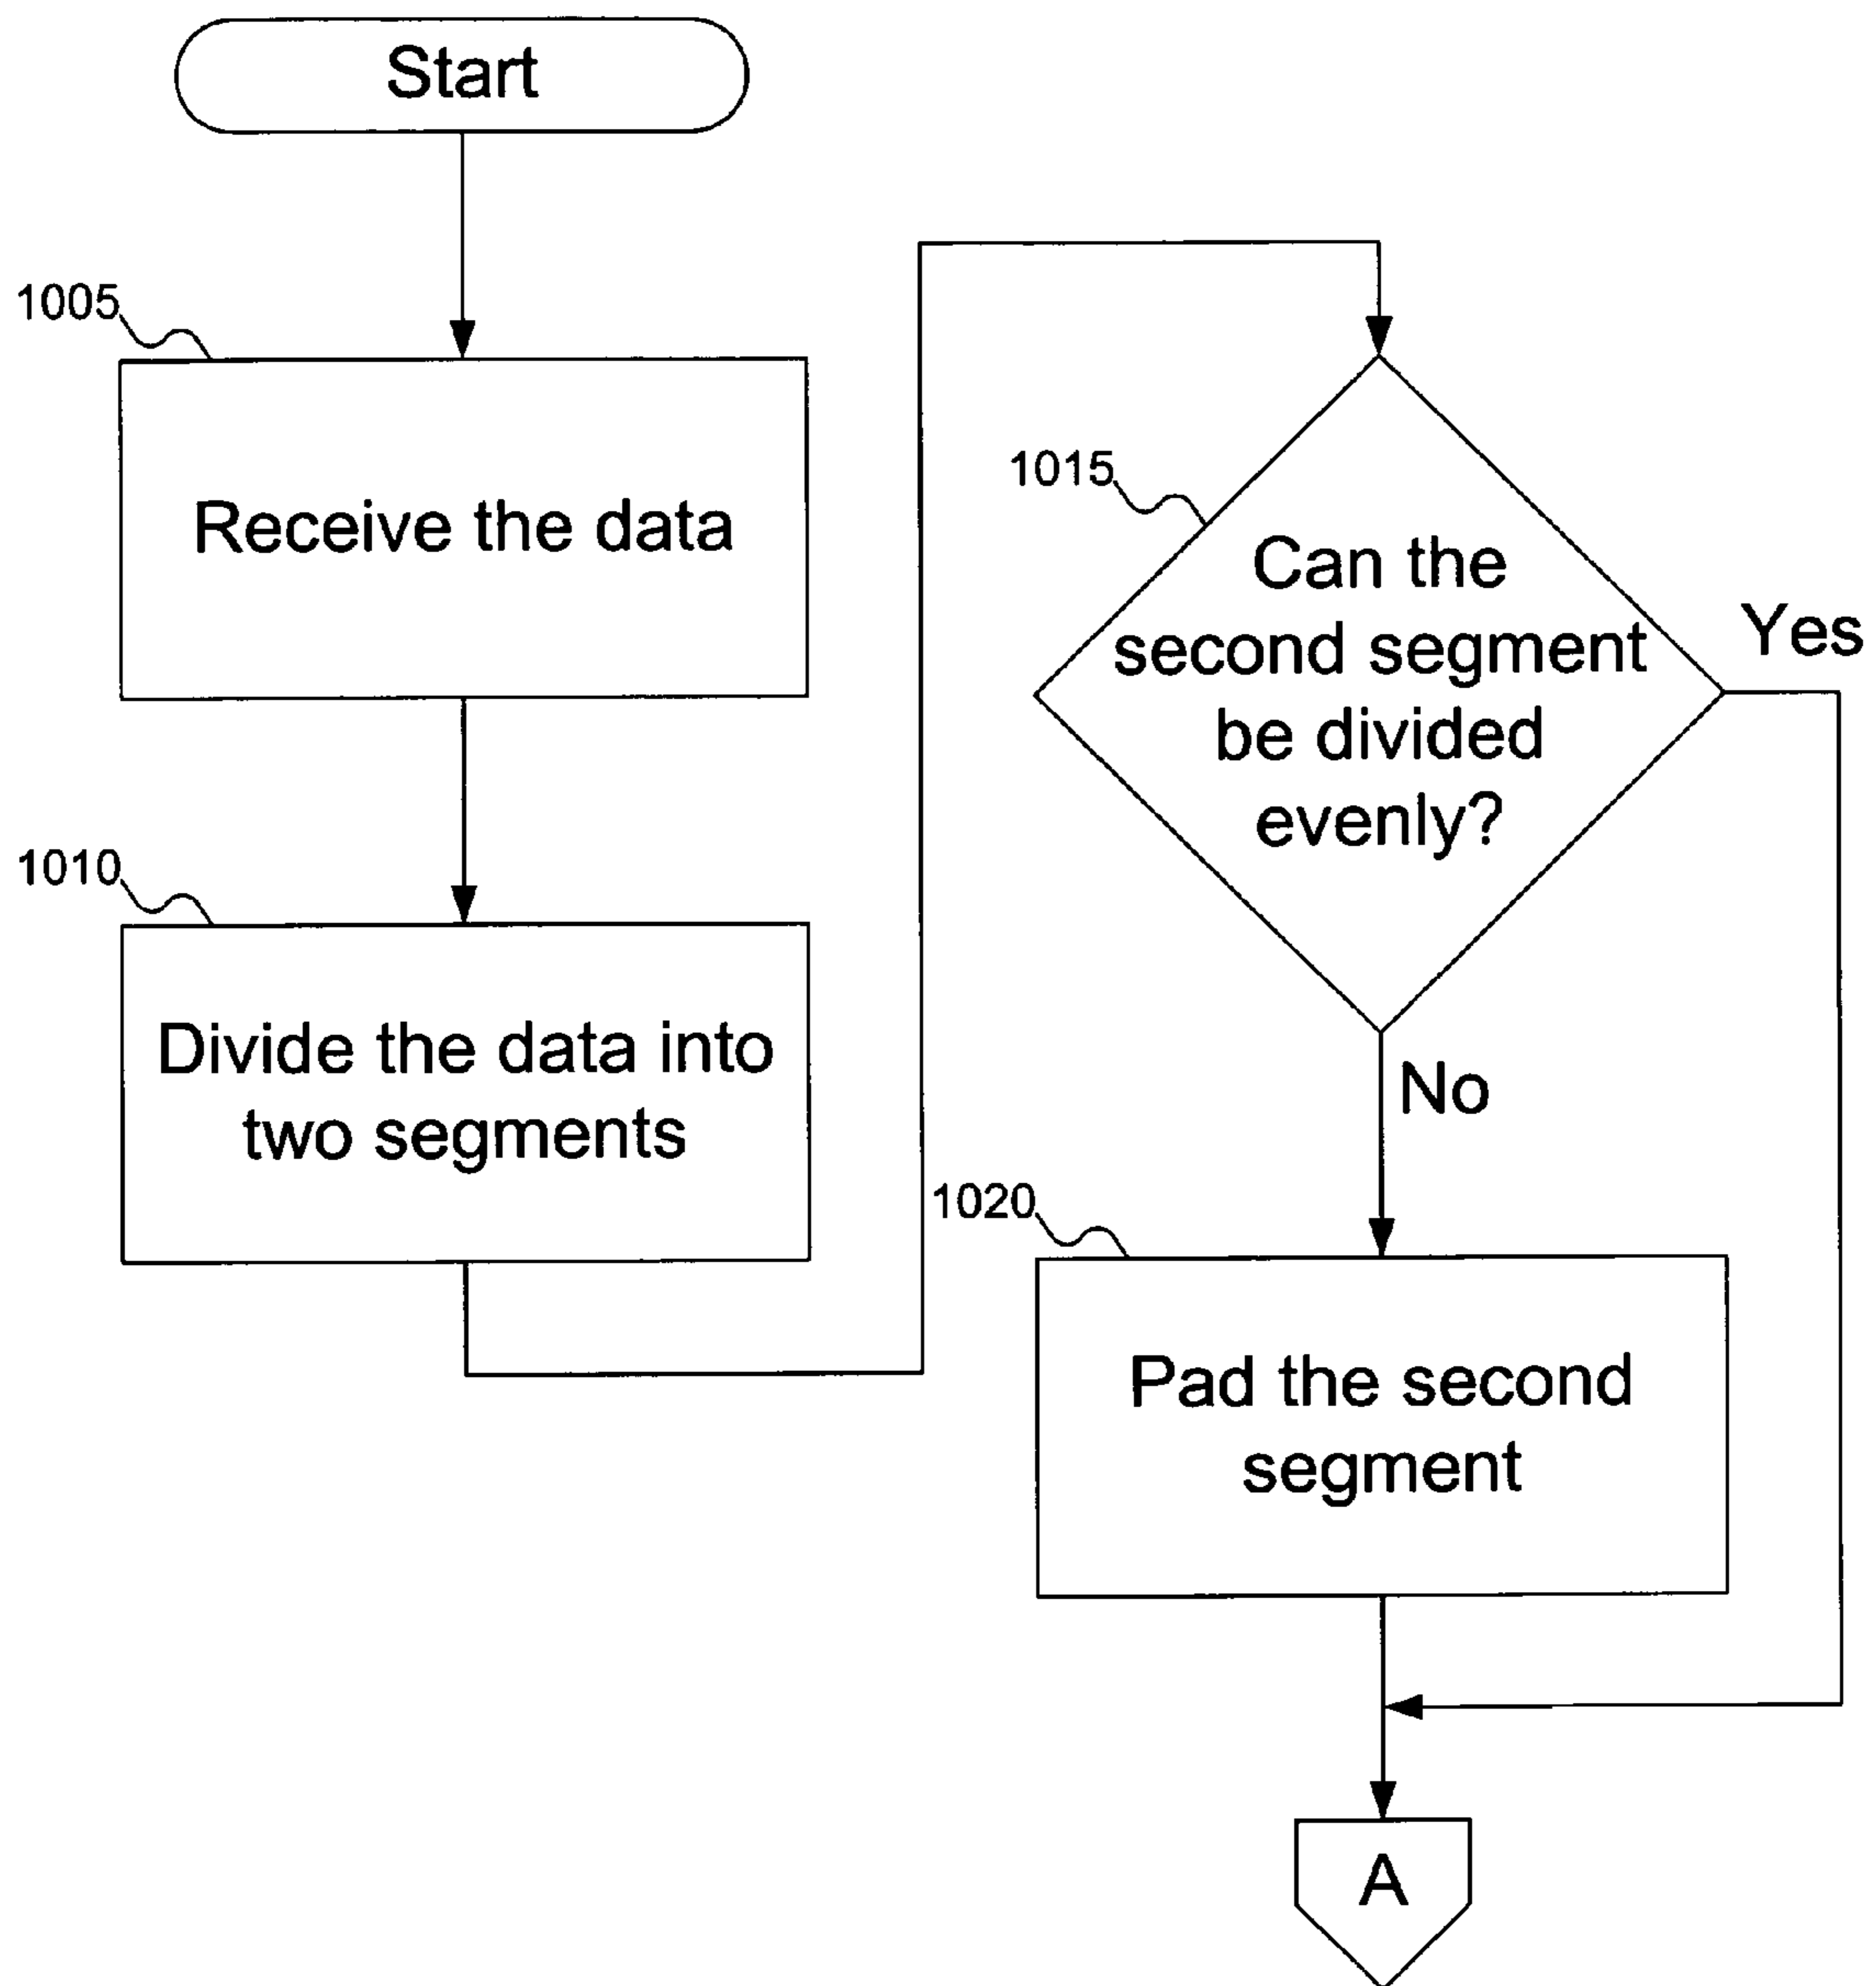 Start
1005
Receive the data
1010
Divide the data into
two segments
1015
Can the
second segment
be divided
evenly?
Yes
No
1020
Pad the second
segment
A